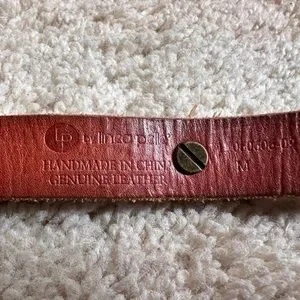 LP by linea pelle
HANDMADE IN CHINA
GENUINE LEATHER
M